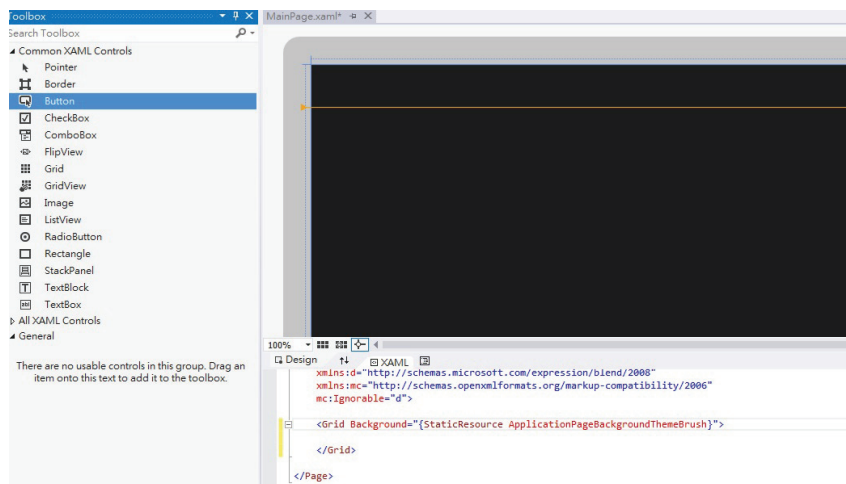 Toolbox
MainPage.xaml*
Search Toolbox
Common XAML Controls
Pointer
Border
Button
CheckBox
ComboBox
FlipView
Grid
GridView
Image
ListView
RadioButton
Rectangle
StackPanel
TextBlock
TextBox
All XAML Controls
General
There are no usable controls in this group. Drag an
item onto this text to add it to the toolbox.
100%
Design
XAML
xmlns:d="http://schemas.microsoft.com/expression/blend/2008"
xmlns:mc="http://schemas.openxmlformats.org/markup-compatibility/2006"
mc:Ignorable="d">
<Grid Background="{StaticResource ApplicationPageBackgroundThemeBrush}">
</Grid>
</Page>